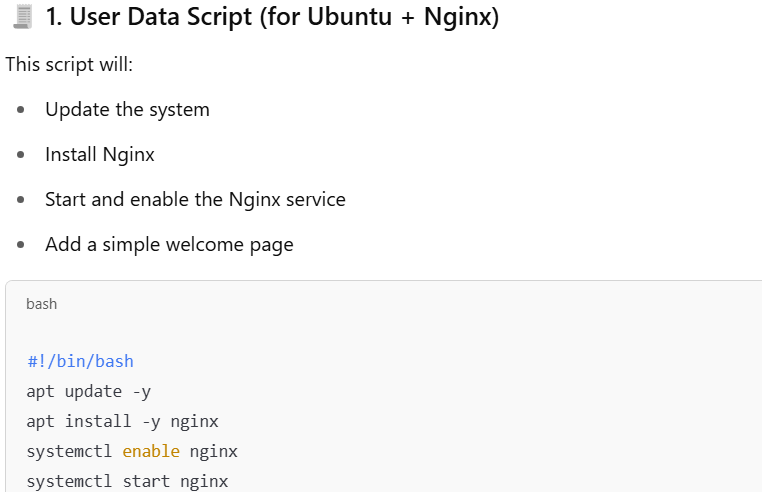 1. User Data Script (for Ubuntu + Nginx)
This script will:
Update the system
Install Nginx
Start and enable the Nginx service
Add a simple welcome page
bash
#!/bin/bash
apt update -y
apt install -y nginx
systemctl enable nginx
systemctl start nginx